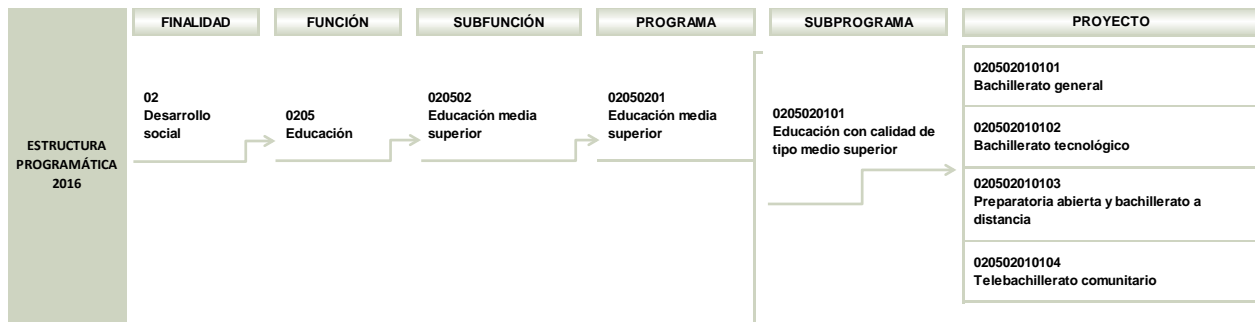 FINALIDAD
FUNCIÓN
SUBFUNCIÓN
PROGRAMA
SUBPROGRAMA
PROYECTO
ESTRUCTURA
PROGRAMÁTICA
2016
02
Desarrollo
social
0205
Educación
020502
Educación media
superior
02050201
Educación media
superior
0205020101
Educación con calidad de
tipo medio superior
020502010101
Bachillerato general
020502010102
Bachillerato tecnológico
020502010103
Preparatoria abierta y bachillerato a
distancia
020502010104
Telebachillerato comunitario